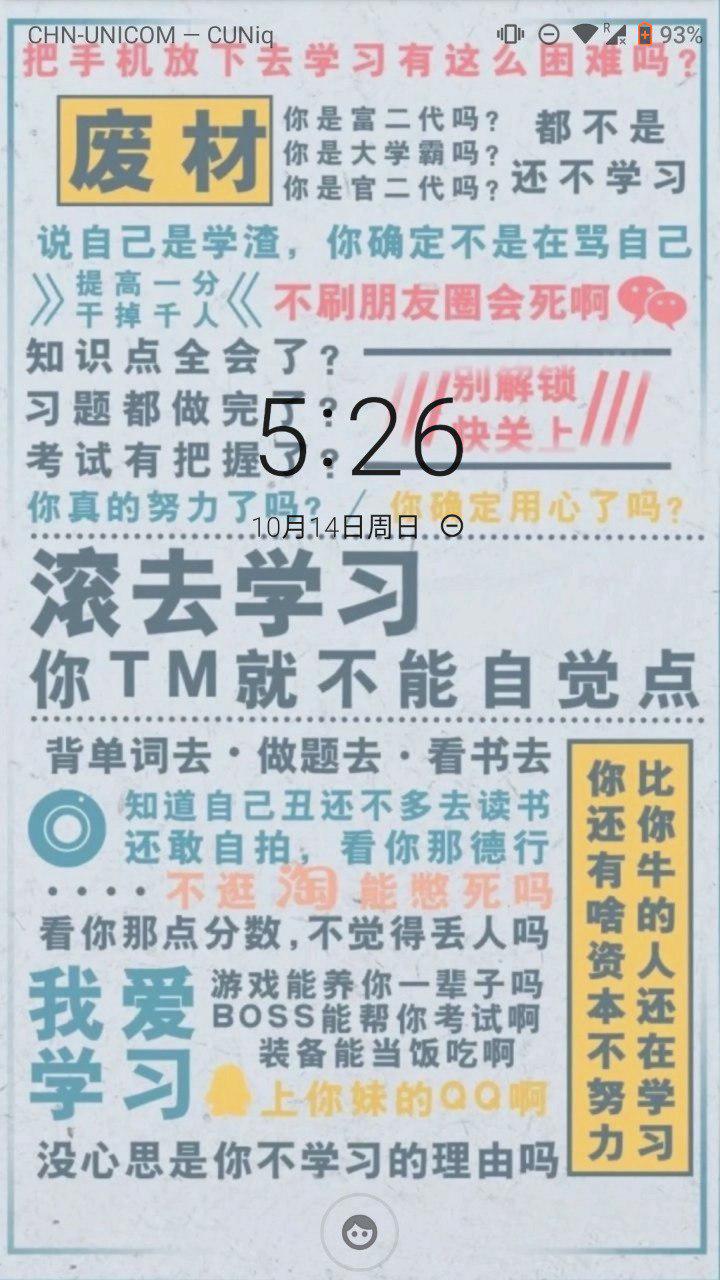 CHN-UNICOM — CUNiq
R
93%
把手机放下去学习有这么困难吗?
废材
你是富二代吗?
你是大学霸吗?
你是官二代吗?
都不是
还不学习
说自己是学渣，你确定不是在骂自己
提高一分
干掉千人
不刷朋友圈会死啊
知识点全会了?
习题都做完了?
考试有把握了?
别解锁
快关上
5:26
你真的努力了吗? / 你确定用心了吗?
10月14日周日
滚去学习
你TM就不能自觉点
背单词去·做题去·看书去
知道自己丑还不多去读书
还敢自拍，看你那德行
不逛淘能憋死吗
看你那点分数,不觉得丢人吗
我爱
学习
游戏能养你一辈子吗
BOSS能帮你考试啊
装备能当饭吃啊
上你妹的QQ啊
没心思是你不学习的理由吗
比你牛的人还在学习
你还有啥资本不努力